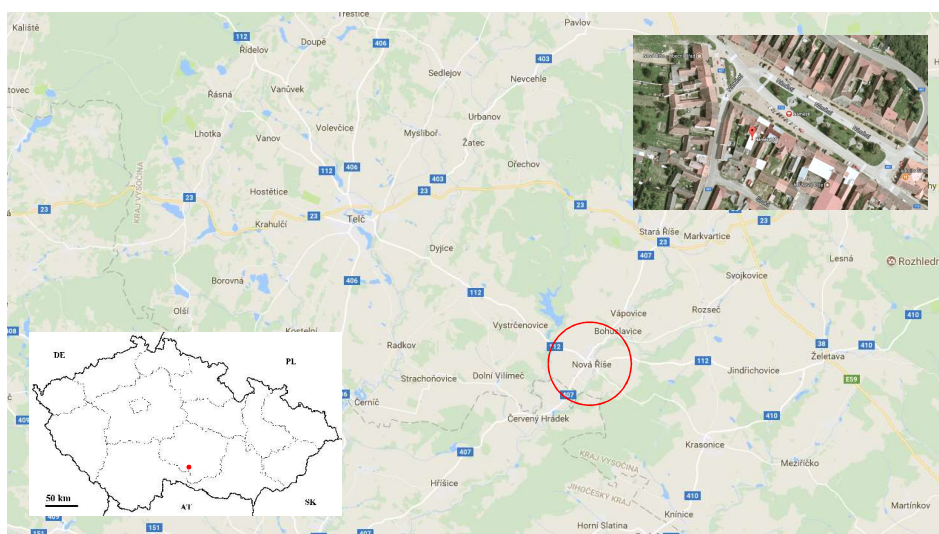 Kaliště
Třeštice
Pavlov
112
Doupě
406
Řídelov
403
Sedlejov
Nevcehle
Řásná
Vanůvek
Urbanov
Lhotka
Volevčice
Mysliboř
Vanov
Žatec
406
112
403
Ořechov
Hostětice
23
23
23
23
Krahulčí
Telč
KRAJ VYSOČINA
Stará Říše
Markvartice
23
Dyjice
407
Lesná
Rozhledn
Svojkovice
Borovná
406
112
Olší
Vápovice
Rozseč
410
Vystrčenovice
Bohuslavice
410
Kostelní
Radkov
112
38
Želetava
Nová Říše
112
Jindřichovice
Strachoňovice
Dolní Vilímeč
E59
407
Černíč
Červený Hrádek
410
409
Krasonice
407
KRAJ VYSOČINA
Meziříčko
Hříšice
JIHOČESKÝ KRAJ
410
Martínkov
Knínice
Horní Slatina
151
151
DE
PL
50 km
AT
SK